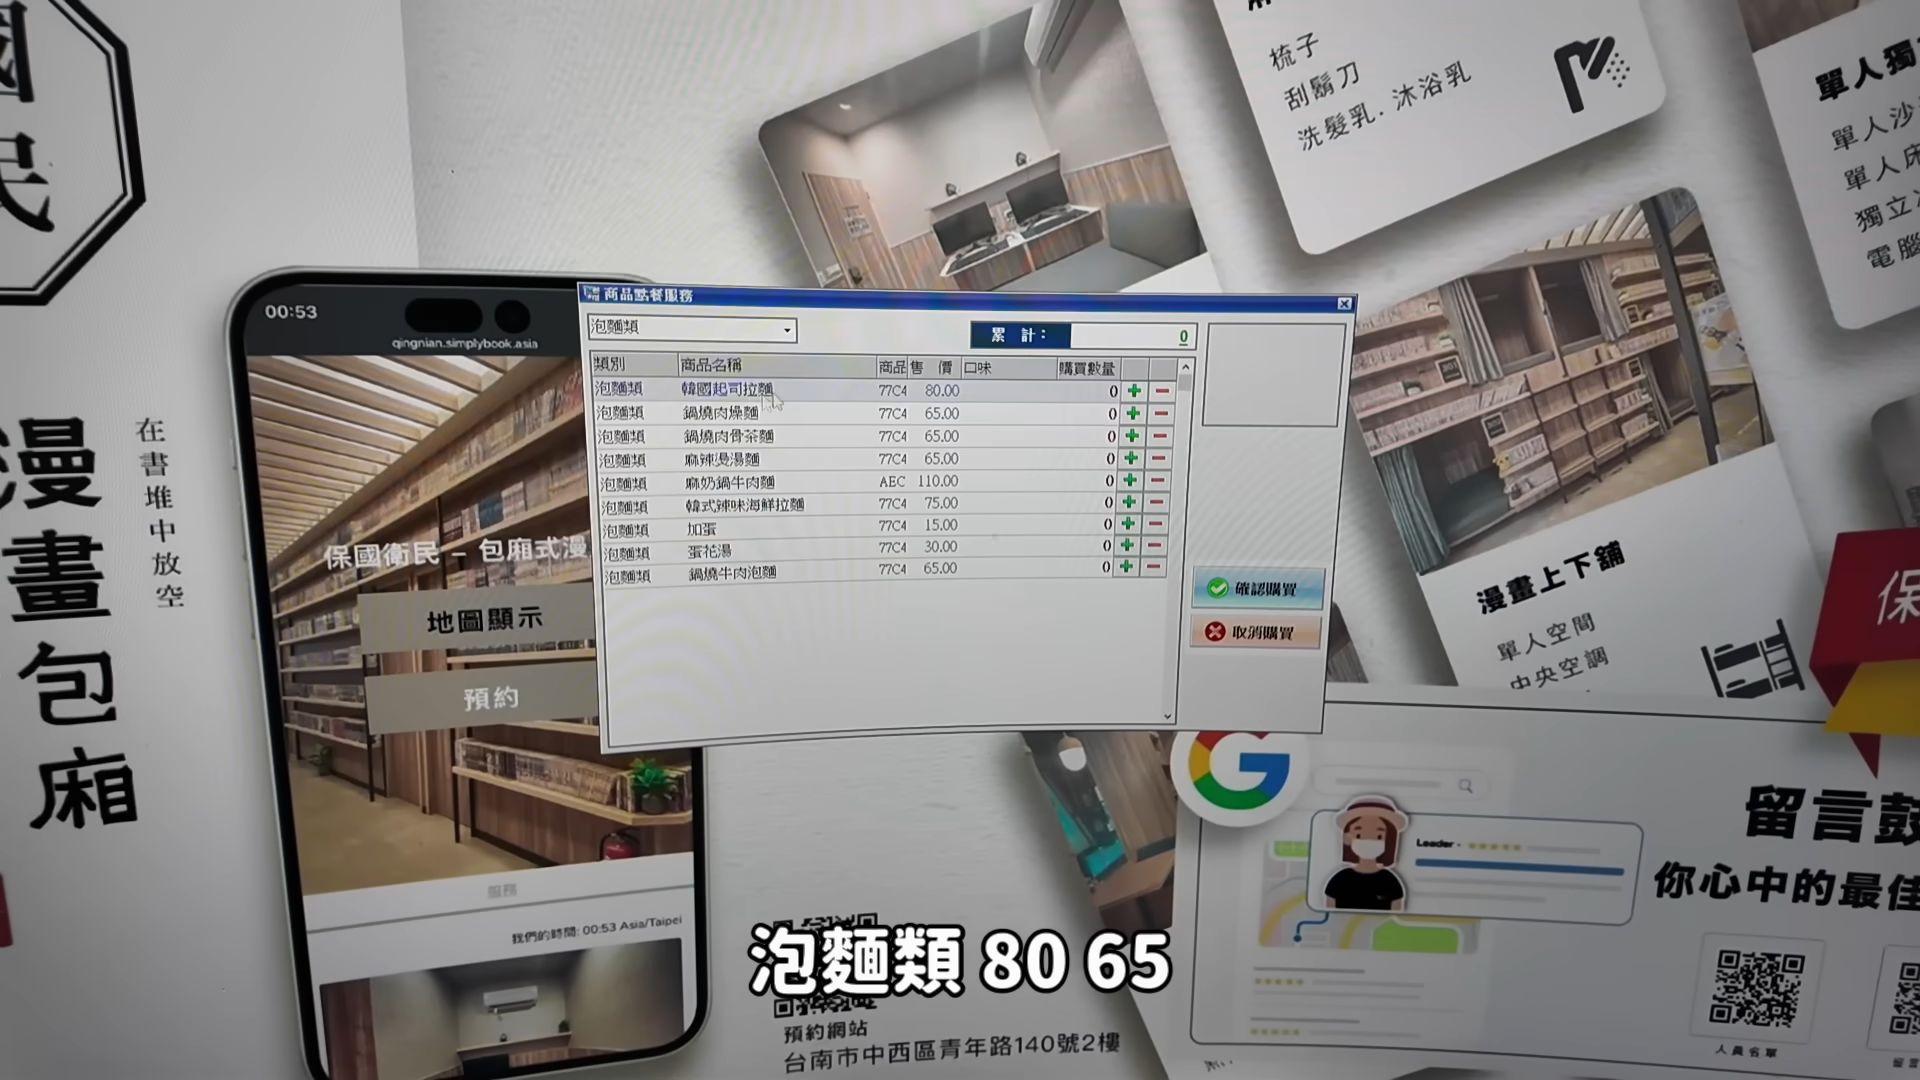 國民
漫畫包廂
在書堆中放空
00:53
qingnian.simplybook.asia
保國衛民 – 包廂式漫
地圖顯示
預約
服務
我們的時間: 00:53 Asia/Taipei
商品點餐服務
泡麵類
累 計：
0
類別 商品名稱 商品 售 價 口味 購買數量
泡麵類 韓國起司拉麵 77C4 80.00 0
泡麵類 鍋燒肉燥麵 77C4 65.00 0
泡麵類 鍋燒肉骨茶麵 77C4 65.00 0
泡麵類 麻辣燙湯麵 77C4 65.00 0
泡麵類 麻奶鍋牛肉麵 AEC 110.00 0
泡麵類 韓式辣味海鮮拉麵 77C4 75.00 0
泡麵類 加蛋 77C4 15.00 0
泡麵類 蛋花湯 77C4 30.00 0
泡麵類 鍋燒牛肉泡麵 77C4 65.00 0
確認購買
取消購買
梳子
刮鬍刀
洗髮乳. 沐浴乳
單人獨
單人沙
單人床
獨立
電腦
漫畫上下舖
單人空間
中央空調
保
G
Leader
留言鼓
你心中的最佳
人員名單
預約網站
台南市中西區青年路140號2樓
泡麵類 80 65